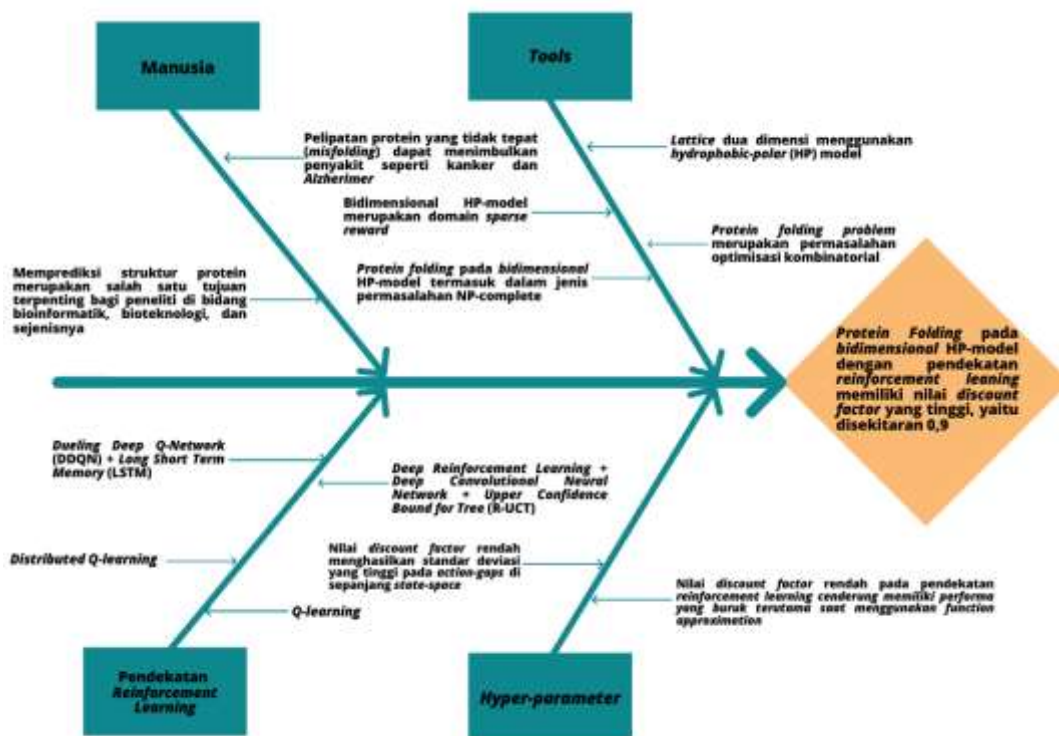 Manusia
Tools
Pelipatan protein yang tidak tepat
(misfolding) dapat menimbulkan
penyakit seperti kanker dan
Alzherimer
Lattice dua dimensi menggunakan
hydrophobic-polar (HP) model
Bidimensional HP-model
merupakan domain sparse
reward
Protein folding problem
merupakan permasalahan
optimisasi kombinatorial
Memprediksi struktur protein
merupakan salah satu tujuan
terpenting bagi peneliti di bidang
bioinformatik, bioteknologi, dan
sejenisnya
Protein folding pada bidimensional
HP-model termasuk dalam jenis
permasalahan NP-complete
Protein Folding pada
bidimensional HP-model
dengan pendekatan
reinforcement leaning
memiliki nilai discount
factor yang tinggi, yaitu
disekitaran 0,9
Dueling Deep Q-Network
(DDQN) + Long Short Term
Memory (LSTM)
Deep Reinforcement Learning +
Deep Convolutional Neural
Network + Upper Confidence
Bound for Tree (R-UCT)
Distributed Q-learning
Nilai discount factor rendah
menghasilkan standar deviasi
yang tinggi pada action-gaps di
sepanjang state-space
Q-learning
Nilai discount factor rendah pada pendekatan
reinforcement learning cenderung memiliki performa
yang buruk terutama saat menggunakan function
approximation
Pendekatan
Reinforcement
Learning
Hyper-parameter